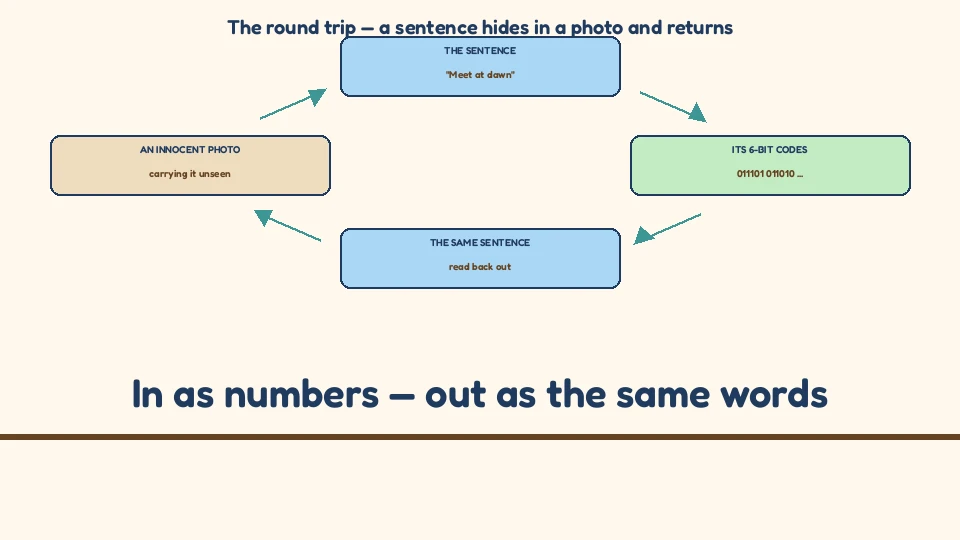 The round trip — a sentence hides in a photo and returns
THE SENTENCE
"Meet at dawn"
AN INNOCENT PHOTO
carrying it unseen
ITS 6-BIT CODES
011101 011010 ...
THE SAME SENTENCE
read back out
In as numbers — out as the same words